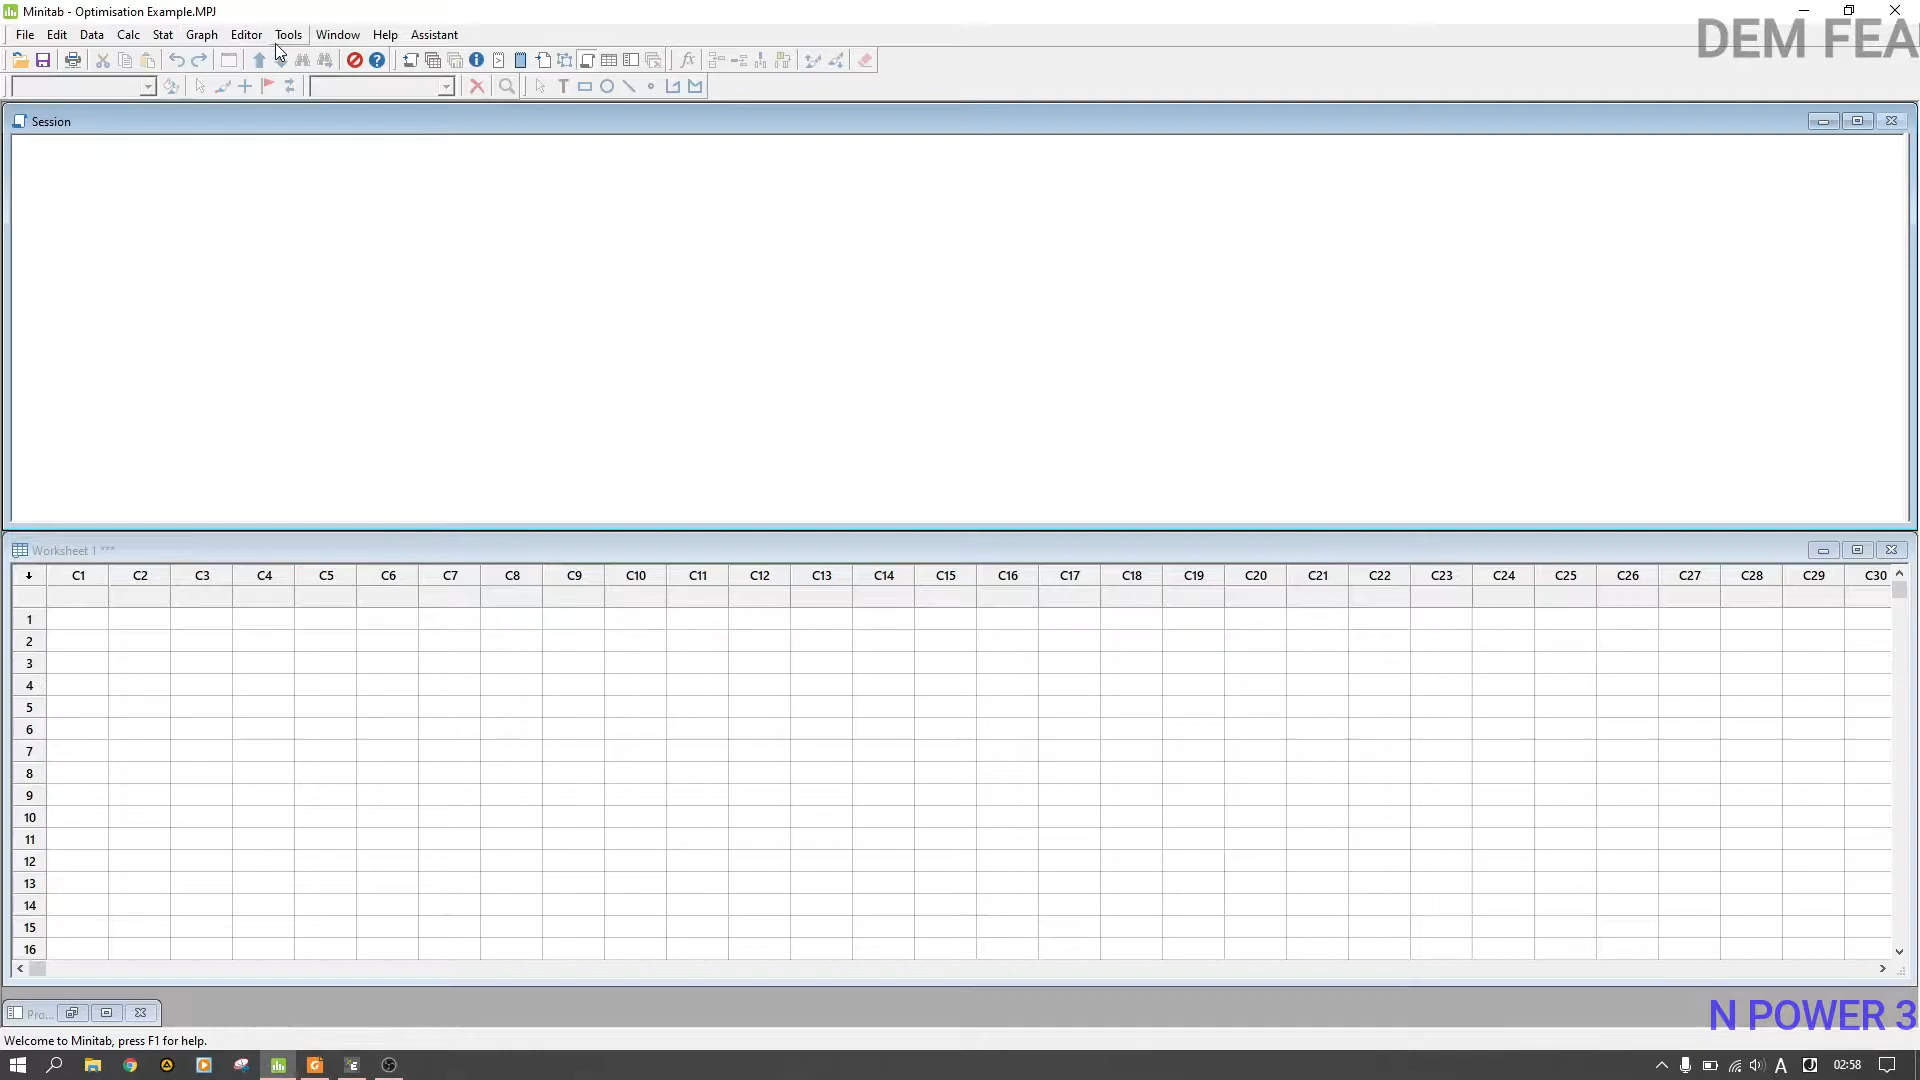 Minitab - Optimisation Example.MPJ
DEM FEA
File Edit Data Calc Stat Graph Editor Tools Window Help Assistant
Session
Worksheet 1 ***
C1 C2 C3 C4 C5 C6 C7 C8 C9 C10 C11 C12 C13 C14 C15 C16 C17 C18 C19 C20 C21 C22 C23 C24 C25 C26 C27 C28 C29 C30
1
2
3
4
5
6
7
8
9
10
11
12
13
14
15
16
Pro...
N POWER 3
Welcome to Minitab, press F1 for help.
02:58